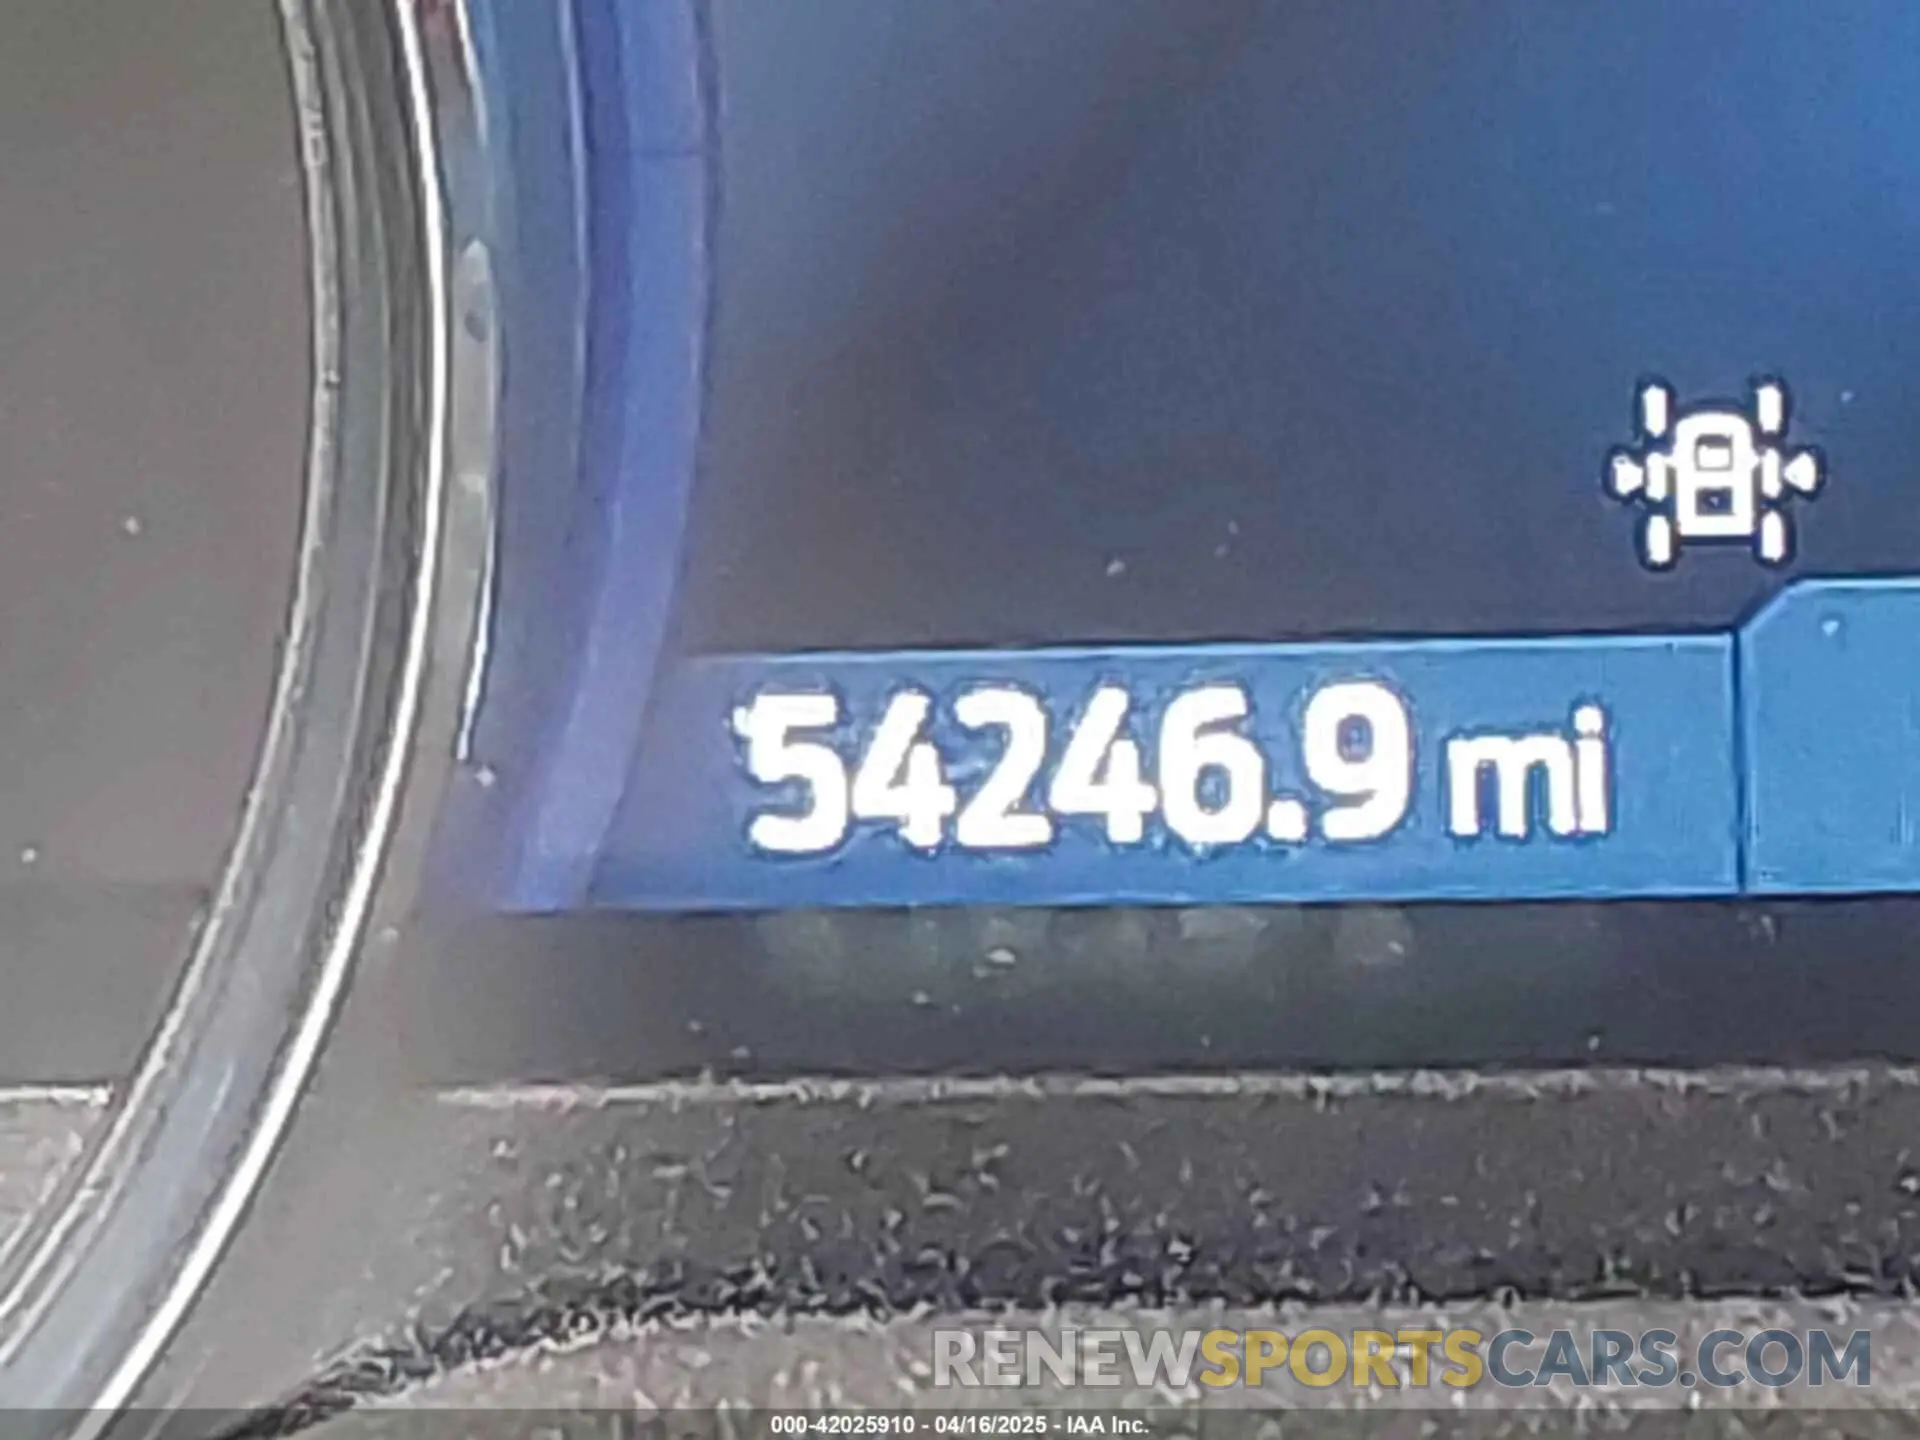 54246.9 mi
RENEWSPORTSCARS.COM
000-42025910 - 04/16/2025 - IAA Inc.